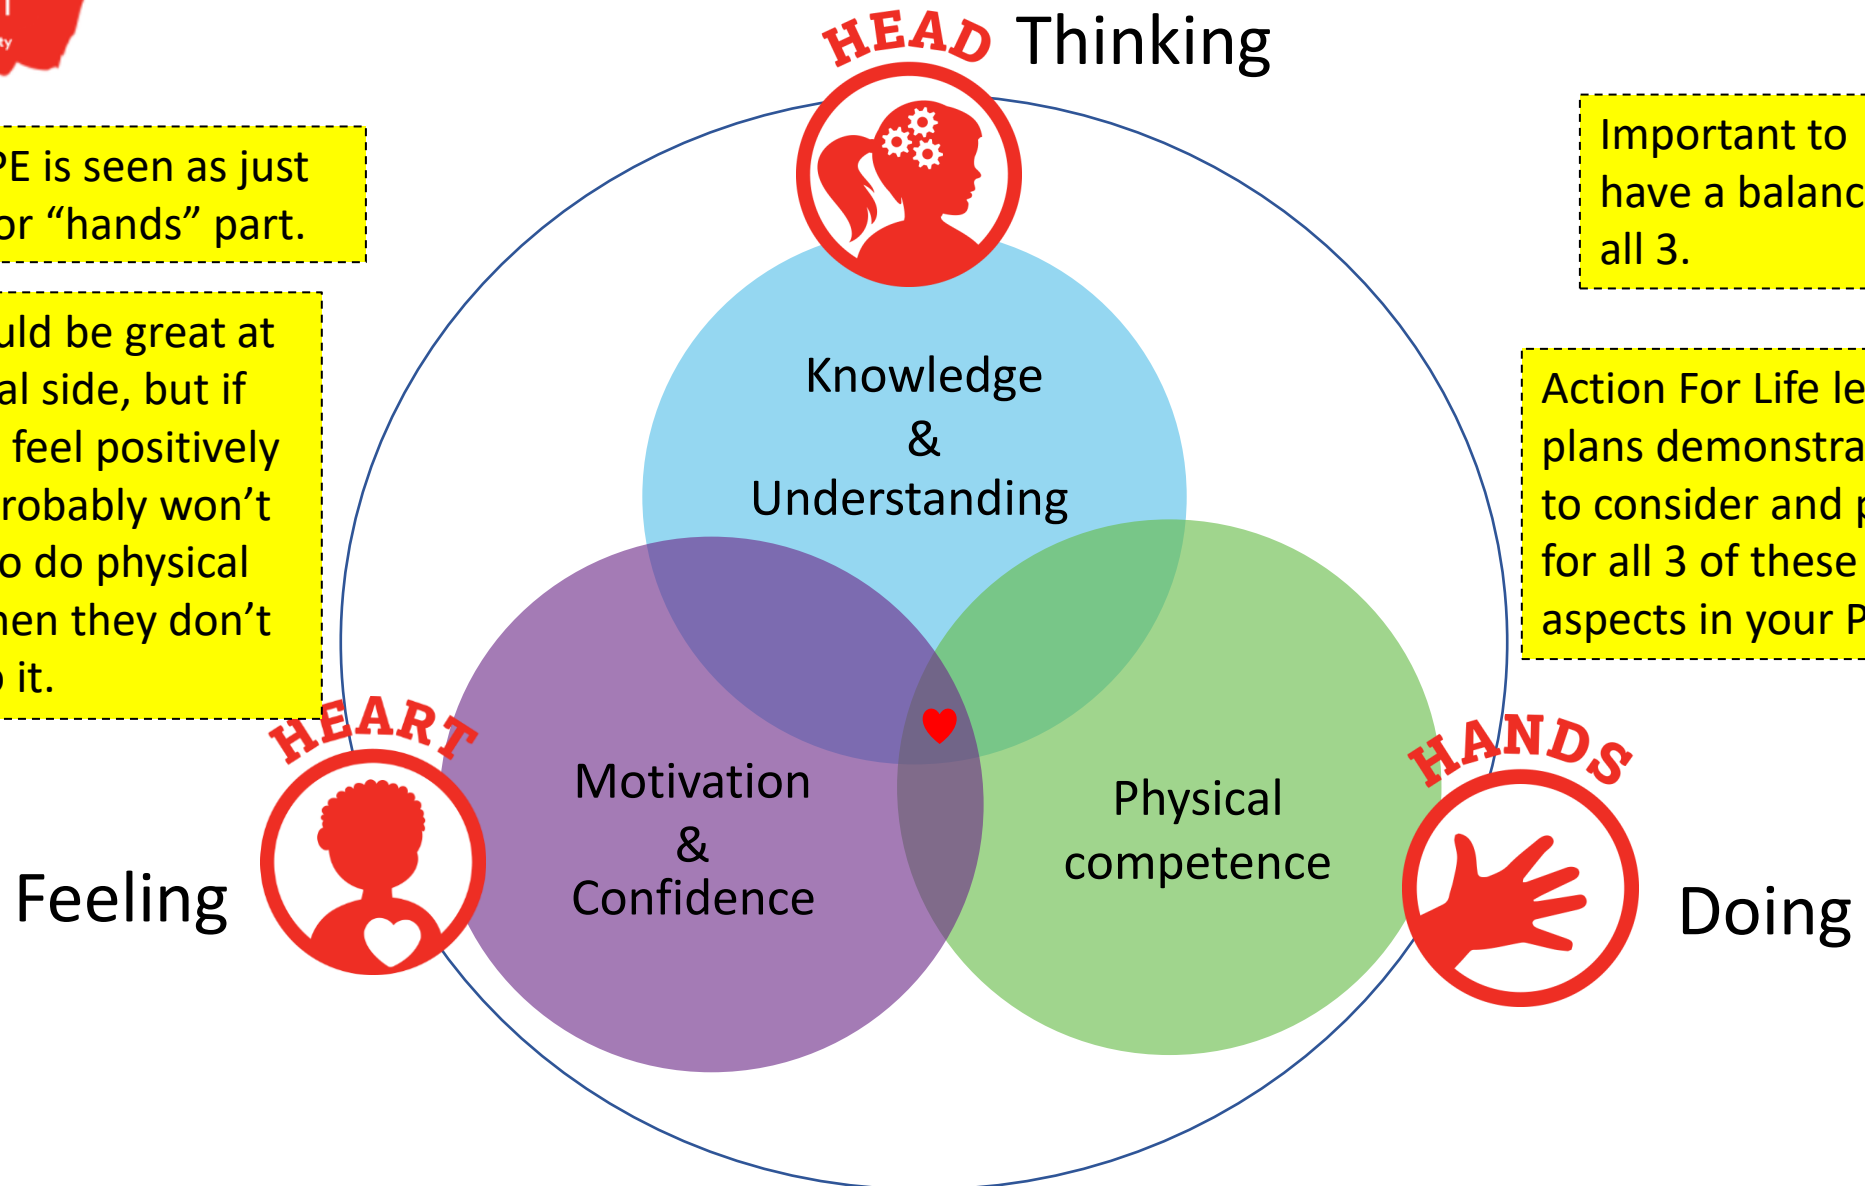 ty
HEAD
Thinking
PE is seen as just
or “hands” part.
uld be great at
al side, but if
feel positively
robably won’t
o do physical
hen they don’t
o it.
Important to
have a balanc
all 3.
Action For Life le
plans demonstra
to consider and p
for all 3 of these
aspects in your P
Knowledge
&
Understanding
HEART
Feeling
Motivation
&
Confidence
Physical
competence
HANDS
Doing